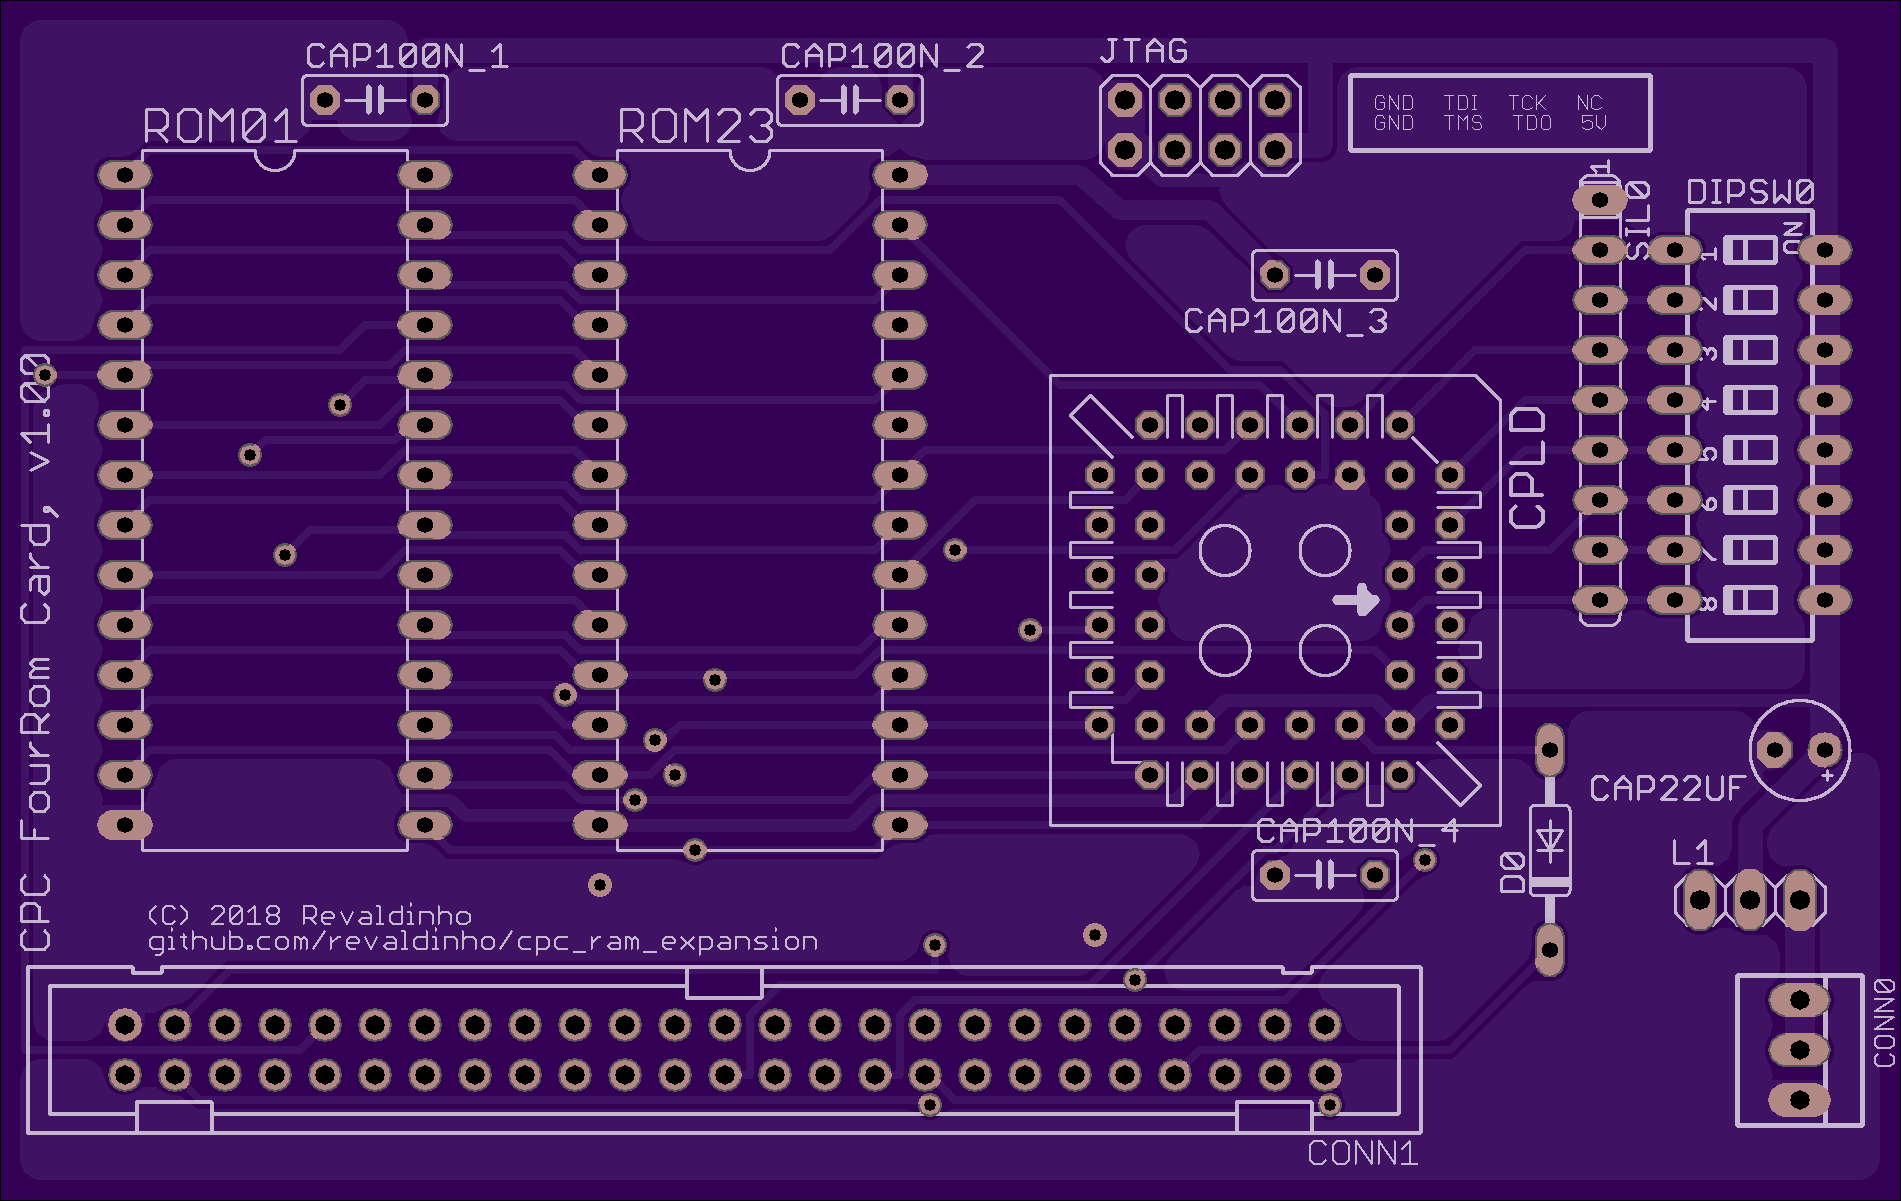 CAP100N_1
CAP100N_2
JTAG
GND TDI TCK NC
GND TMS TDO 5V
ROM01
ROM23
1
SIL0
DIPSW0
ON
1
2
3
4
5
6
7
8
CAP100N_3
CPLD
CPC FourRom Card, v1.00
CAP22UF
+
CAP100N_4
D0
L1
(C) 2018 Revaldinho
github.com/revaldinho/cpc_ram_expansion
CONN0
CONN1